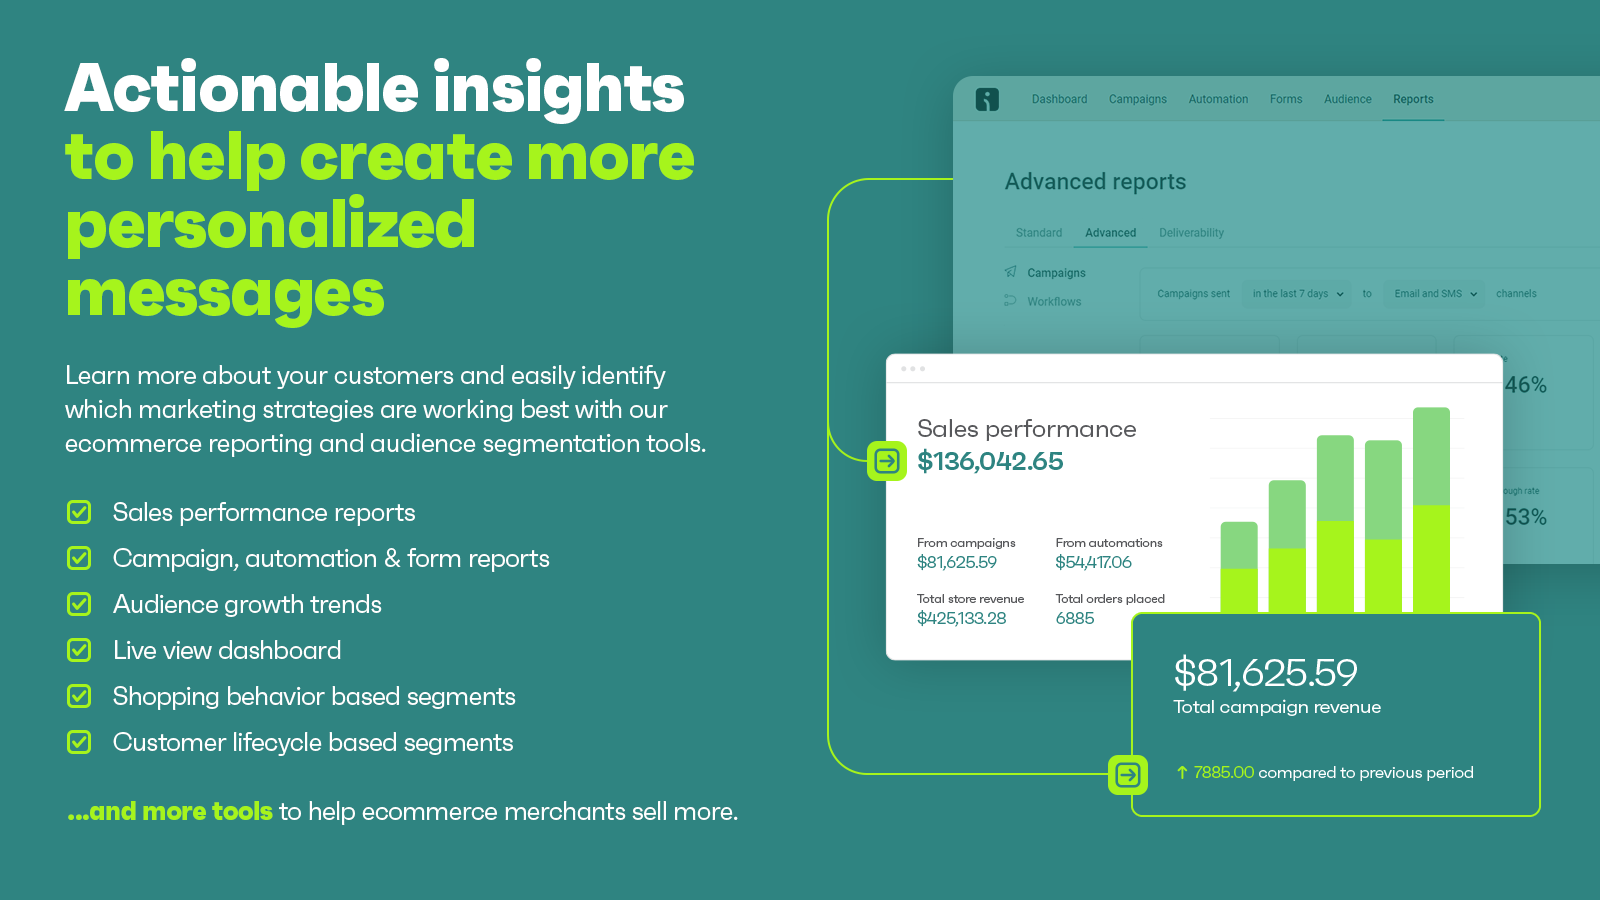 Actionable insights
to help create more
personalized
messages
Learn more about your customers and easily identify
which marketing strategies are working best with our
ecommerce reporting and audience segmentation tools.
Sales performance reports
Campaign, automation & form reports
Audience growth trends
Live view dashboard
Shopping behavior based segments
Customer lifecycle based segments
...and more tools to help ecommerce merchants sell more.
Dashboard Campaigns Automation Forms Audience Reports
Advanced reports
Standard Advanced Deliverability
Campaigns
Workflows
Campaigns sent in the last 7 days to Email and SMS channels
46%
ough rate
53%
Sales performance
$136,042.65
From campaigns From automations
$81,625.59 $54,417.06
Total store revenue Total orders placed
$425,133.28 6885
$81,625.59
Total campaign revenue
↑ 7885.00 compared to previous period